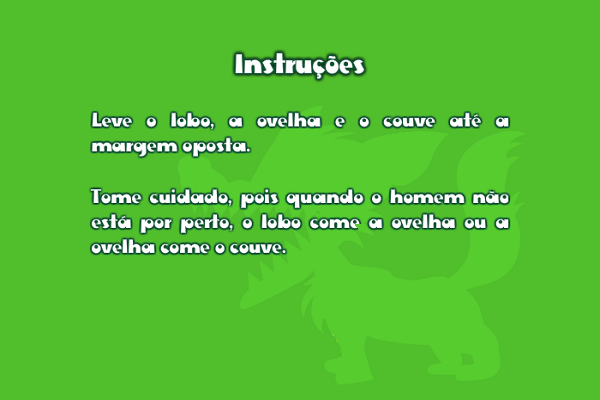 Instruções
Leve o lobo, a ovelha e o couve até a
margem oposta.
Tome cuidado, pois quando o homem não
está por perto, o lobo come a ovelha ou a
ovelha come o couve.